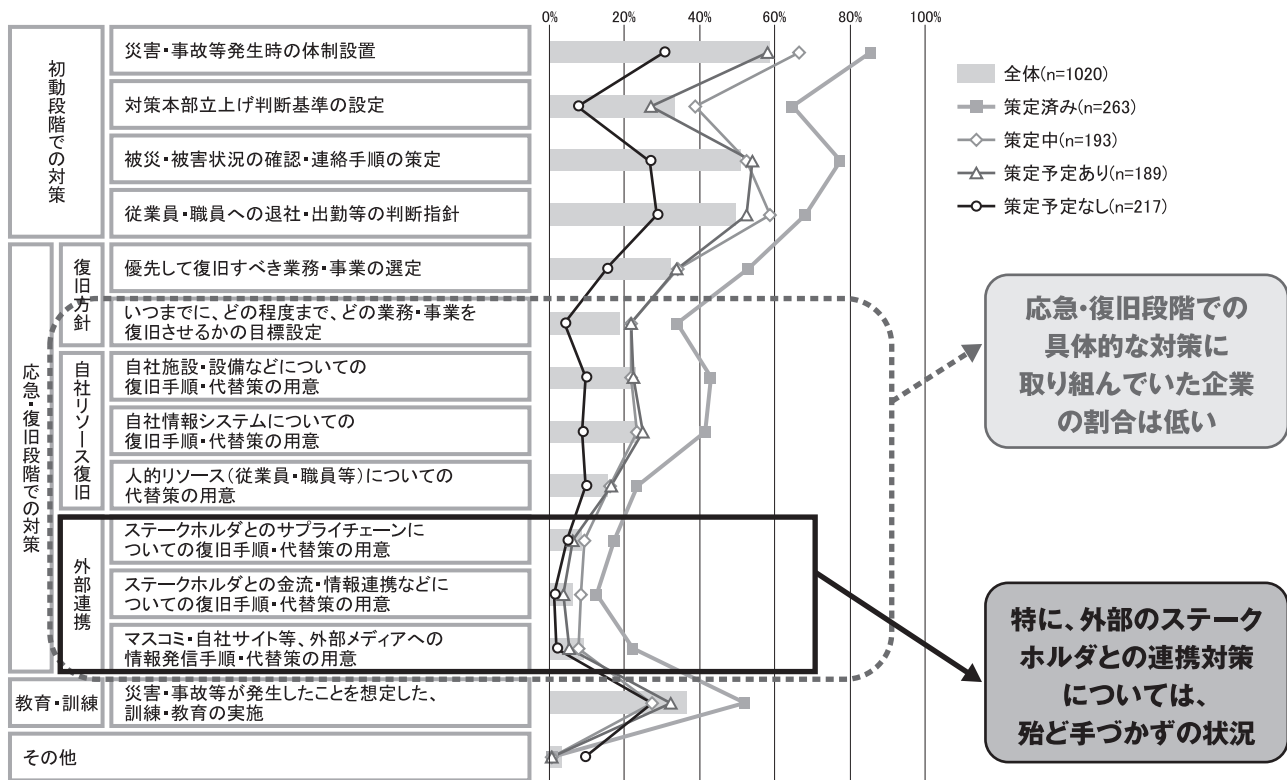 0%
20%
40%
60%
80%
100%
初動段階での対策
災害・事故等発生時の体制設置
対策本部立上げ判断基準の設定
被災・被害状況の確認・連絡手順の策定
従業員・職員への退社・出勤等の判断指針
応急・復旧段階での対策
復旧方針
優先して復旧すべき業務・事業の選定
いつまでに、どの程度まで、どの業務・事業を
復旧させるかの目標設定
自社リソース復旧
自社施設・設備などについての
復旧手順・代替策の用意
自社情報システムについての
復旧手順・代替策の用意
人的リソース(従業員・職員等)についての
代替策の用意
外部連携
ステークホルダとのサプライチェーンに
ついての復旧手順・代替策の用意
ステークホルダとの金流・情報連携などに
ついての復旧手順・代替策の用意
マスコミ・自社サイト等、外部メディアへの
情報発信手順・代替策の用意
教育・訓練
災害・事故等が発生したことを想定した、
訓練・教育の実施
その他
全体(n=1020)
策定済み(n=263)
策定中(n=193)
策定予定あり(n=189)
策定予定なし(n=217)
応急・復旧段階での
具体的な対策に
取り組んでいた企業
の割合は低い
特に、外部のステーク
ホルダとの連携対策
については、
殆ど手づかずの状況